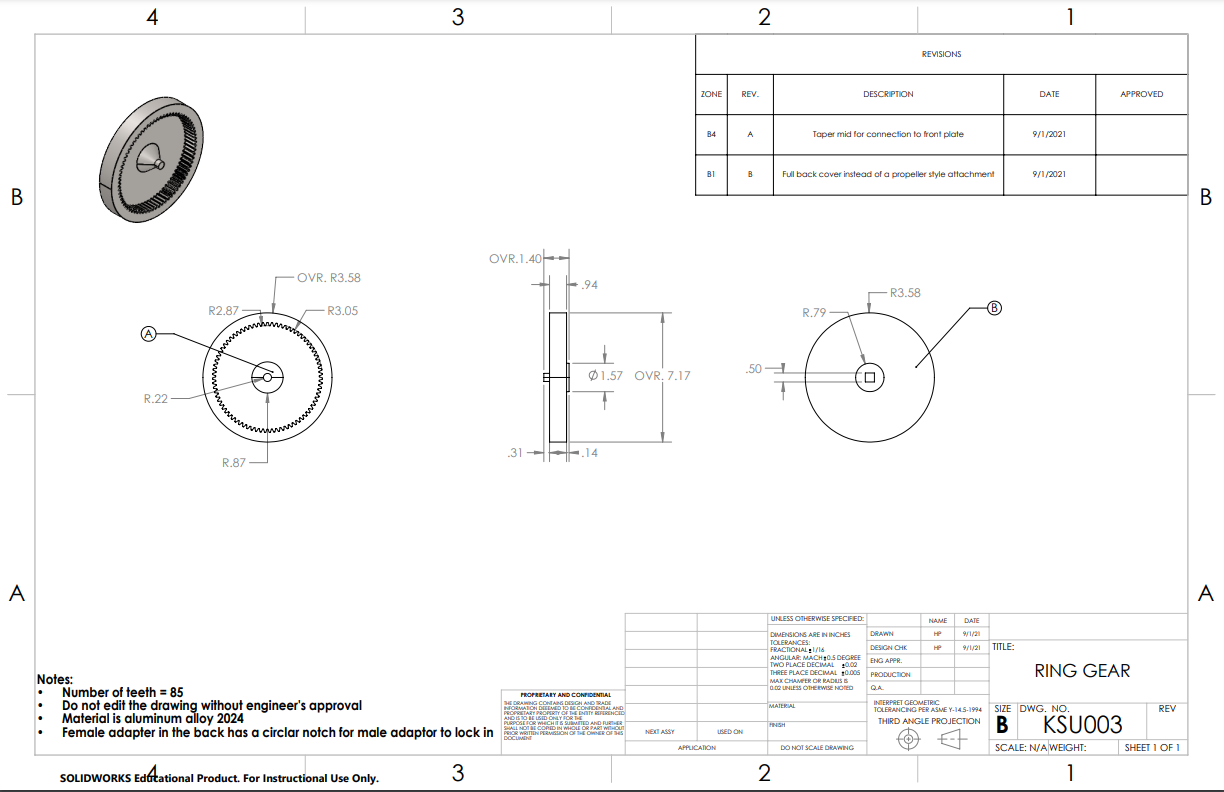 4 3 2 1
REVISIONS
ZONE REV. DESCRIPTION DATE APPROVED
B4 A Taper mid for connection to front plate 9/1/2021
B1 B Full back cover instead of a propeller style attachment 9/1/2021
B B
OVR.1.40
.94
OVR. R3.58
R2.87
R3.05
A
R.22
R.87
Ø1.57
OVR. 7.17
.31
.14
R3.58
R.79
B
.50
A A
Notes:
• Number of teeth = 85
• Do not edit the drawing without engineer's approval
• Material is aluminum alloy 2024
• Female adapter in the back has a circlar notch for male adaptor to lock in
PROPRIETARY AND CONFIDENTIAL
THE DRAWING CONTAINS DESIGN AND TRADE
INFORMATION DEEEMED TO BE CONFIDENTIAL AND
PROPRIETARY PROPERTY OF THE ENTITY REFERENCED
AND IS TO BE USED ONLY FOR THE
PURPOSE FOR WHICH IT IS SUBMITTED AND FURTHER
SHALL NOT BE COPIED IN WHOLE OR PART WITHOUT
PRIOR WRITTEN PERMISSION OF THE OWNER OF THIS
DOCUMENT
NEXT ASSY USED ON
APPLICATION
UNLESS OTHERWISE SPECIFIED:
DIMENSIONS ARE IN INCHES
TOLERANCES:
FRACTIONAL ±1/16
ANGULAR: MACH±0.5 DEGREE
TWO PLACE DECIMAL ±0.02
THREE PLACE DECIMAL ±0.005
MAX CHAMFER OR RADIUS IS
0.02 UNLESS OTHERWISE NOTED
MATERIAL
FINISH
DO NOT SCALE DRAWING
NAME DATE
DRAWN HP 9/1/21
DESIGN CHK HP 9/1/21
ENG APPR.
PRODUCTION
Q.A.
INTERPRET GEOMETRIC
TOLERANCING PER ASME Y-14.5-1994
THIRD ANGLE PROJECTION
TITLE:
RING GEAR
SIZE DWG. NO. REV
B KSU003
SCALE: N/A WEIGHT: SHEET 1 OF 1
4 3 2 1
SOLIDWORKS Educational Product. For Instructional Use Only.